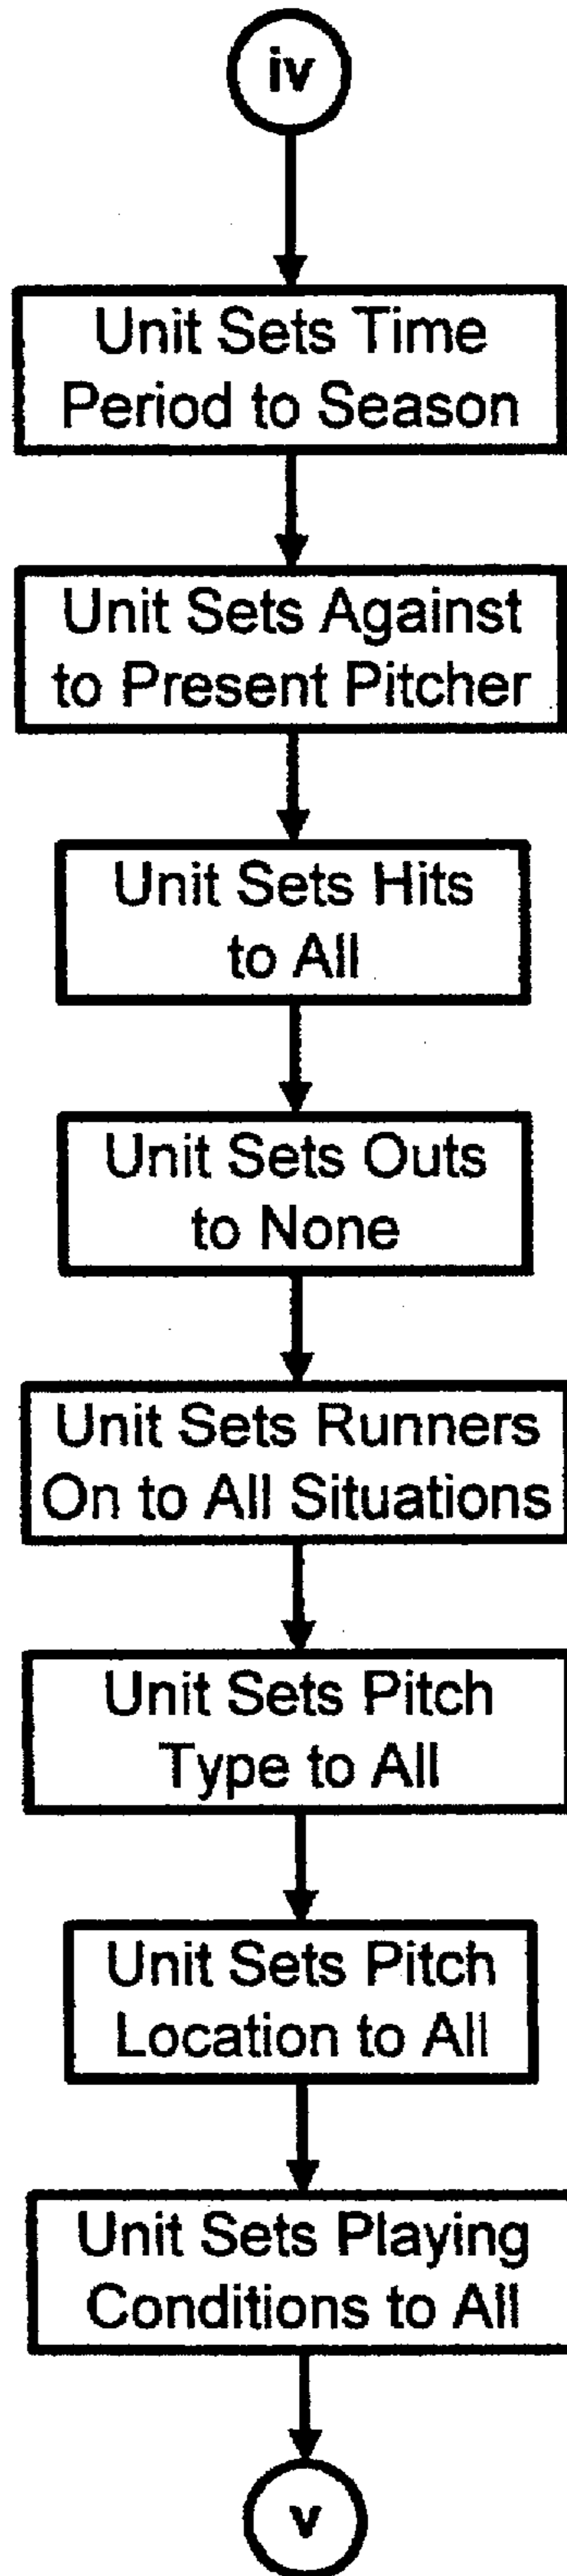 iv
Unit Sets Time
Period to Season
Unit Sets Against
to Present Pitcher
Unit Sets Hits
to All
Unit Sets Outs
to None
Unit Sets Runners
On to All Situations
Unit Sets Pitch
Type to All
Unit Sets Pitch
Location to All
Unit Sets Playing
Conditions to All
v